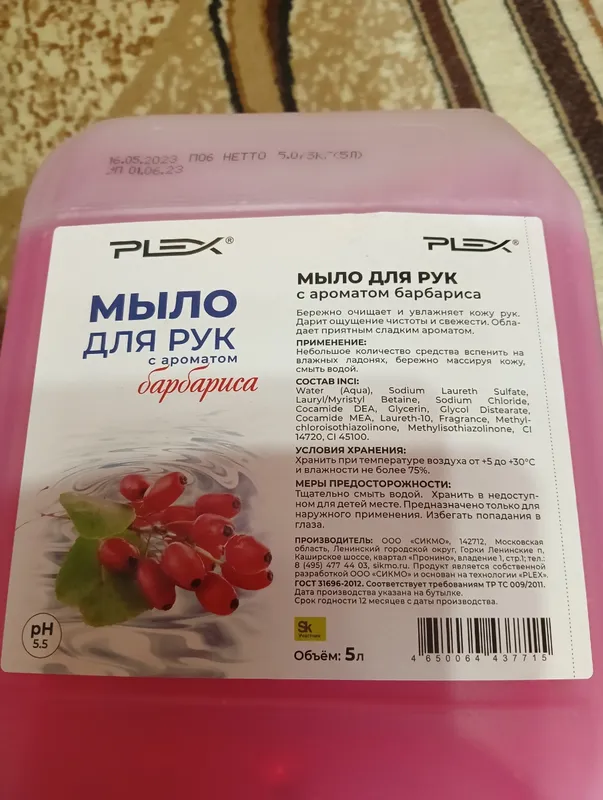 16.05.2023 П06 НЕТТО 5.0
ЗП 01.06.23
PLEX®
МЫЛО
ДЛЯ РУК
с ароматом
барбариса
pH
5.5
PLEX®
МЫЛО ДЛЯ РУК
с ароматом барбариса
Бережно очищает и увлажняет кожу рук.
Дарит ощущение чистоты и свежести. Обла-
дает приятным сладким ароматом.
ПРИМЕНЕНИЕ:
Небольшое количество средства вспенить на
влажных ладонях, бережно массируя кожу,
смыть водой.
СОСТАВ INCI:
Water (Aqua), Sodium Laureth Sulfate,
Lauryl/Myristyl Betaine, Sodium Chloride,
Cocamide DEA, Glycerin, Glycol Distearate,
Cocamide MEA, Laureth-10, Fragrance, Methyl-
chloroisothiazolinone, Methylisothiazolinone, CI
14720, CI 45100.
УСЛОВИЯ ХРАНЕНИЯ:
Хранить при температуре воздуха от +5 до +30°С
и влажности не более 75%.
МЕРЫ ПРЕДОСТОРОЖНОСТИ:
Тщательно смыть водой. Хранить в недоступ-
ном для детей месте. Предназначено только для
наружного применения. Избегать попадания в
глаза.
ПРОИЗВОДИТЕЛЬ: ООО «СИКМО», 142712, Московская
область, Ленинский городской округ, Горки Ленинские п,
Каширское шоссе, квартал «Пронино», владение 1, стр.1; тел.:
8 (495) 477 44 03, sikmo.ru. Продукт является собственной
разработкой ООО «СИКМО» и основан на технологии «PLEX».
ГОСТ 31696-2012. Соответствует требованиям ТР ТС 009/2011.
Дата производства указана на бутылке.
Срок годности 12 месяцев с даты производства.
Sk
Объём: 5 л
4 650064 437715